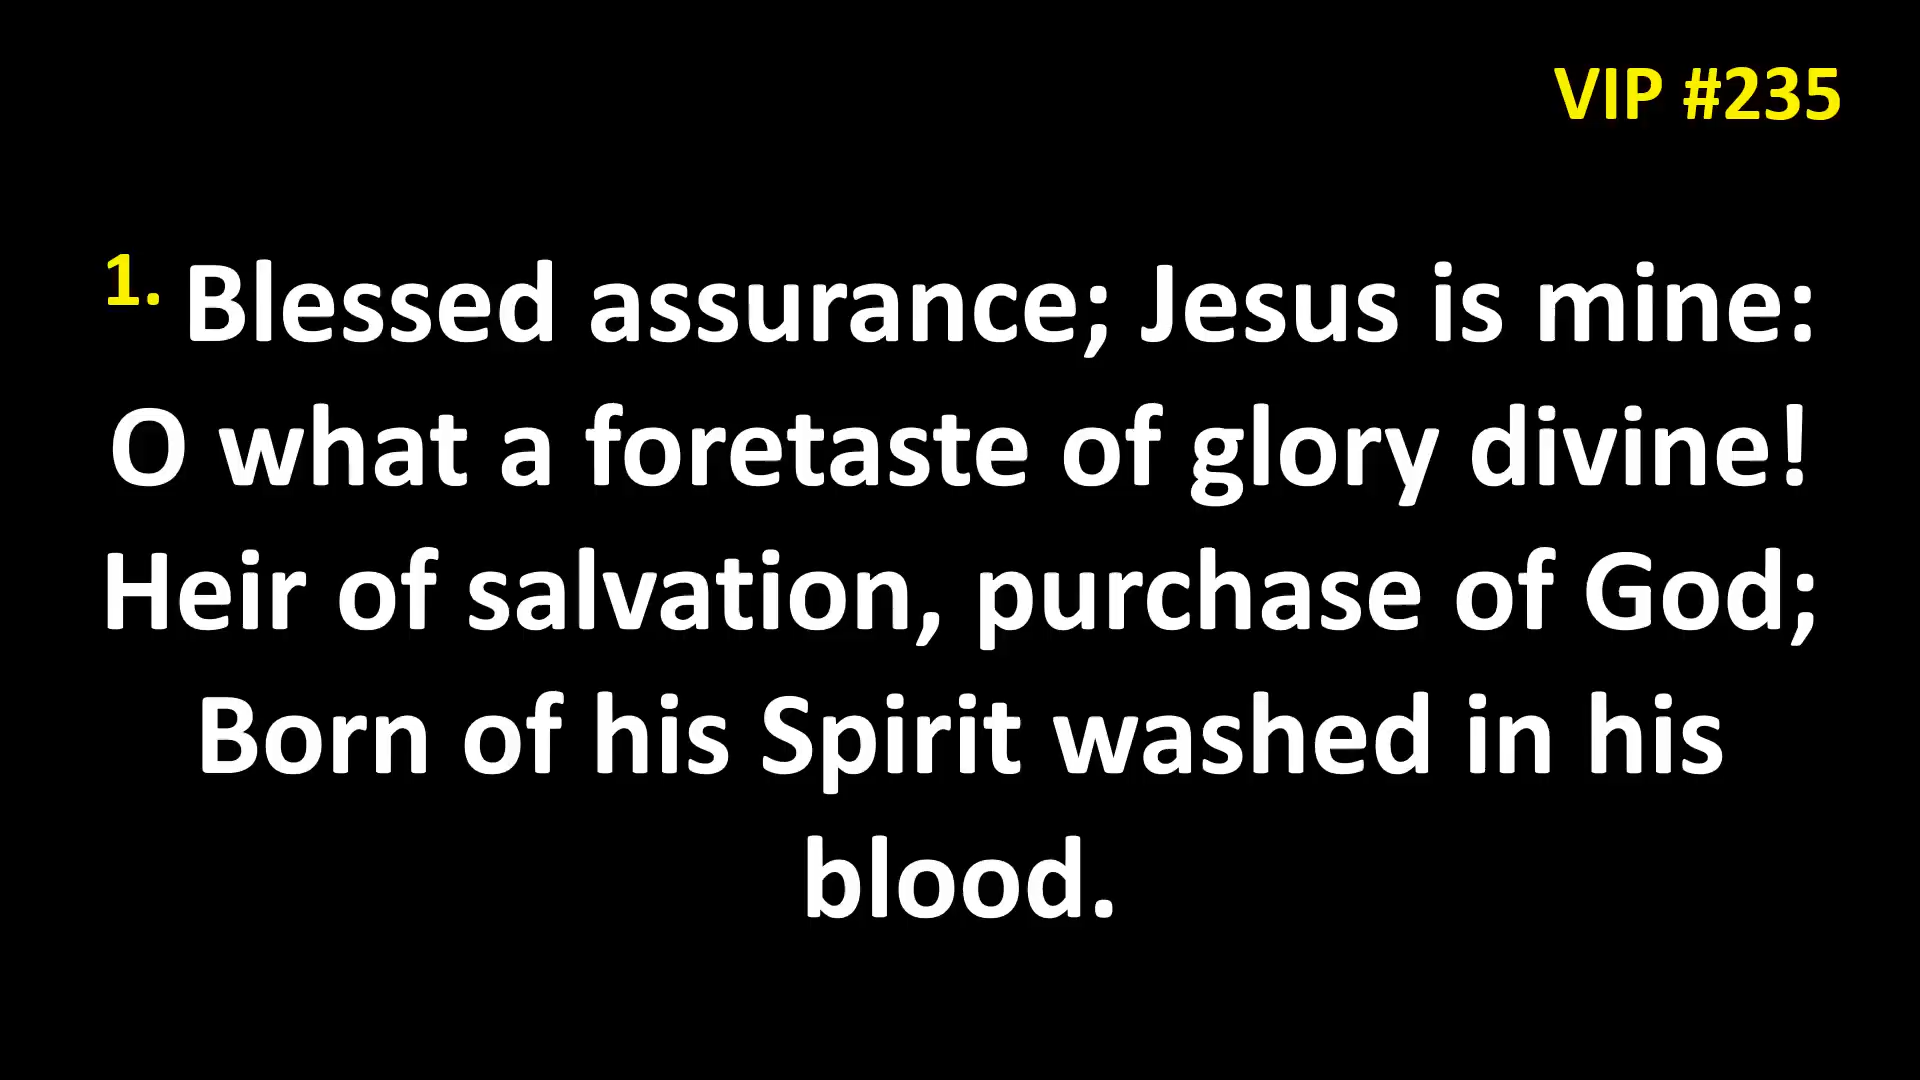 VIP #235
1. Blessed assurance; Jesus is mine:
O what a foretaste of glory divine!
Heir of salvation, purchase of God;
Born of his Spirit washed in his
blood.